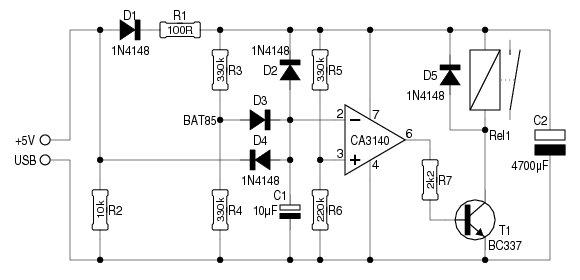 D1
R1
100R
1N4148
1N4148
330k
R3
D2
330k
R5
D5
1N4148
BAT85
D3
2
7
CA3140
6
Rel1
C2
4700µF
+5V
USB
D4
3
4
1N4148
C1
10µF
10k
R2
330k
R4
220k
R6
2k2
R7
T1
BC337